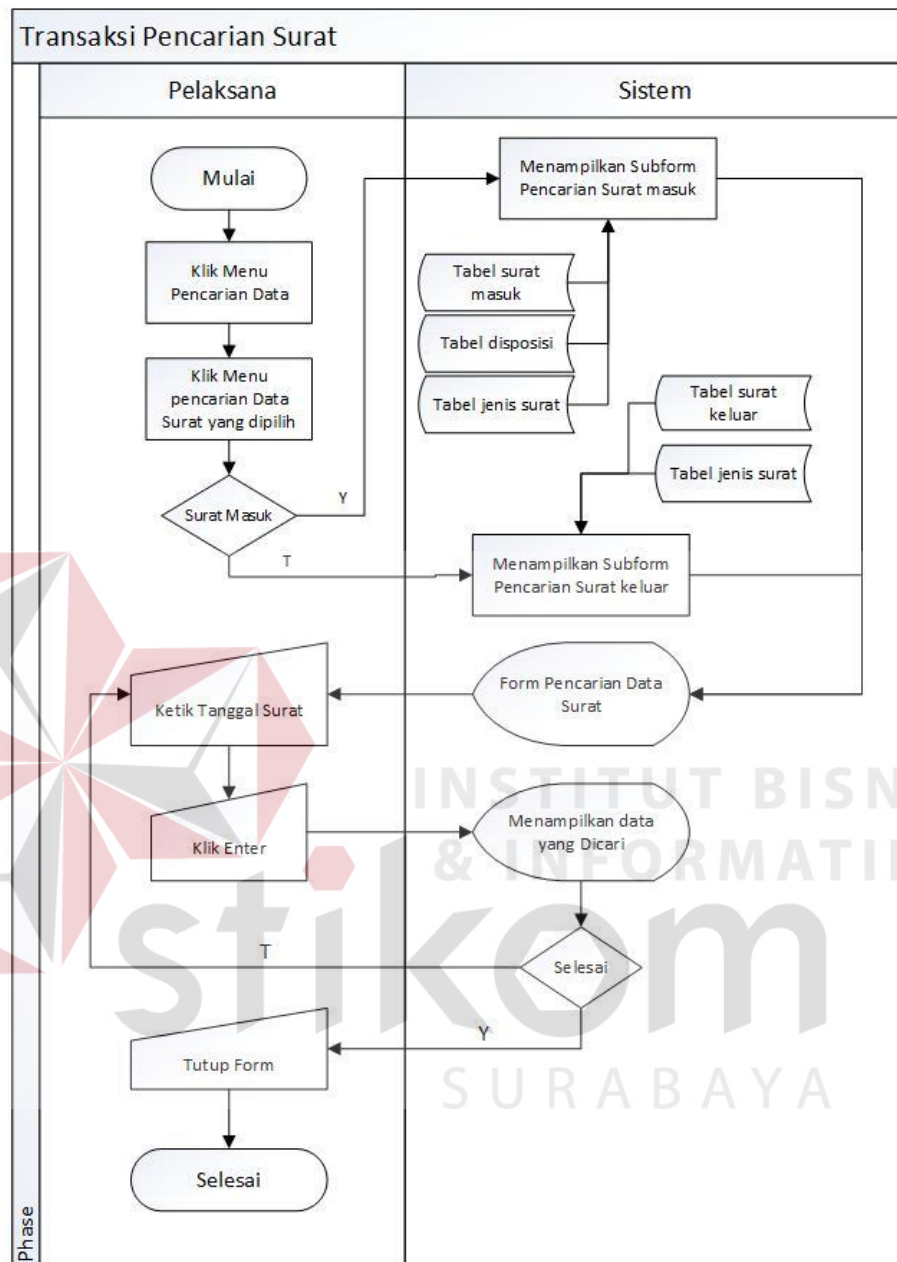 Transaksi Pencarian Surat
Pelaksana
Sistem
Mulai
Menampilkan Subform
Pencarian Surat masuk
Klik Menu
Pencarian Data
Tabel surat
masuk
Tabel disposisi
Klik Menu
pencarian Data
Surat yang dipilih
Tabel jenis surat
Tabel surat
keluar
Tabel jenis surat
Surat Masuk
Y
T
Menampilkan Subform
Pencarian Surat keluar
Form Pencarian Data
Surat
Ketik Tanggal Surat
INSTITUT BISN
Menampilkan data
yang Dicari
Klik Enter
& INFORMATI
stikom
T
Selesai
Y
Tutup Form
SURABAYA
Selesai
Phase